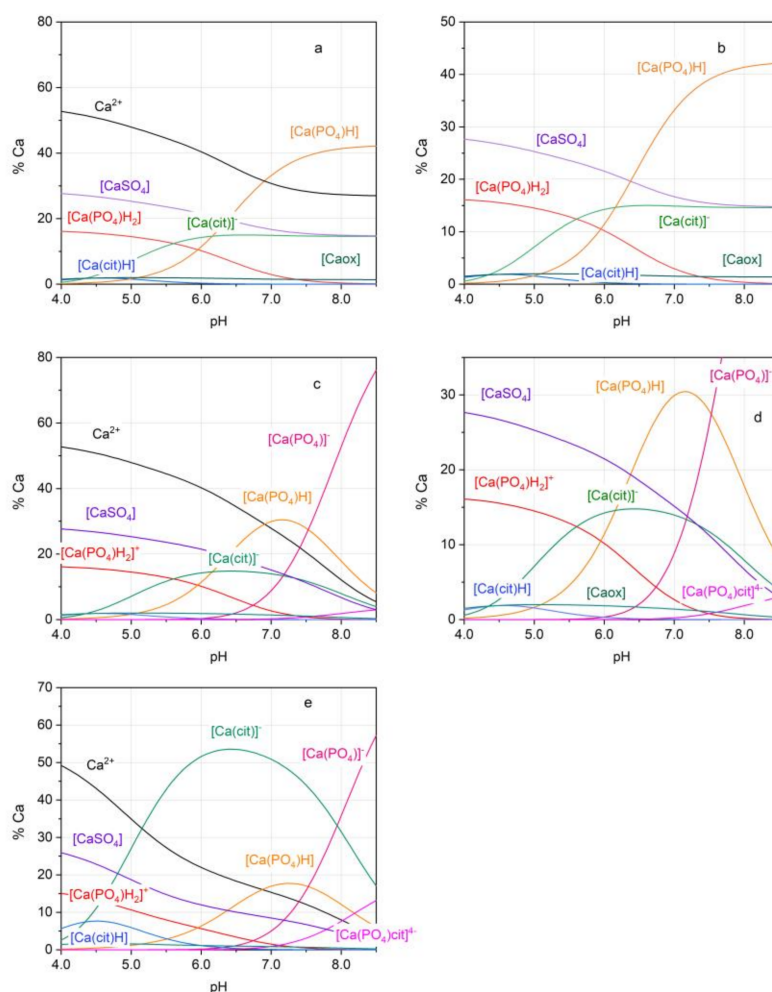 a
80
60
40
20
0
% Ca
Ca²⁺
[Ca(PO₄)H]
[CaSO₄]
[Ca(PO₄)H₂]
[Ca(cit)]⁻
[Ca(cit)H]
[Caox]
4.0 5.0 6.0 7.0 8.0
pH
b
50
40
30
20
10
0
% Ca
[Ca(PO₄)H]
[CaSO₄]
[Ca(PO₄)H₂]
[Ca(cit)]⁻
[Ca(cit)H]
[Caox]
4.0 5.0 6.0 7.0 8.0
pH
c
80
60
40
20
0
% Ca
Ca²⁺
[Ca(PO₄)]⁻
[Ca(PO₄)H]
[CaSO₄]
[Ca(PO₄)H₂]⁺
[Ca(cit)]⁻
4.0 5.0 6.0 7.0 8.0
pH
d
30
20
10
0
% Ca
[Ca(PO₄)]⁻
[Ca(PO₄)H]
[CaSO₄]
[Ca(PO₄)H₂]⁺
[Ca(cit)]⁻
[Ca(cit)H]
[Caox]
[Ca(PO₄)cit]⁴⁻
4.0 5.0 6.0 7.0 8.0
pH
e
70
60
50
40
30
20
10
0
% Ca
[Ca(cit)]⁻
[Ca(PO₄)]⁻
Ca²⁺
[CaSO₄]
[Ca(PO₄)H]
[Ca(PO₄)H₂]⁺
[Ca(cit)H]
[Ca(PO₄)cit]⁴⁻
4.0 5.0 6.0 7.0 8.0
pH